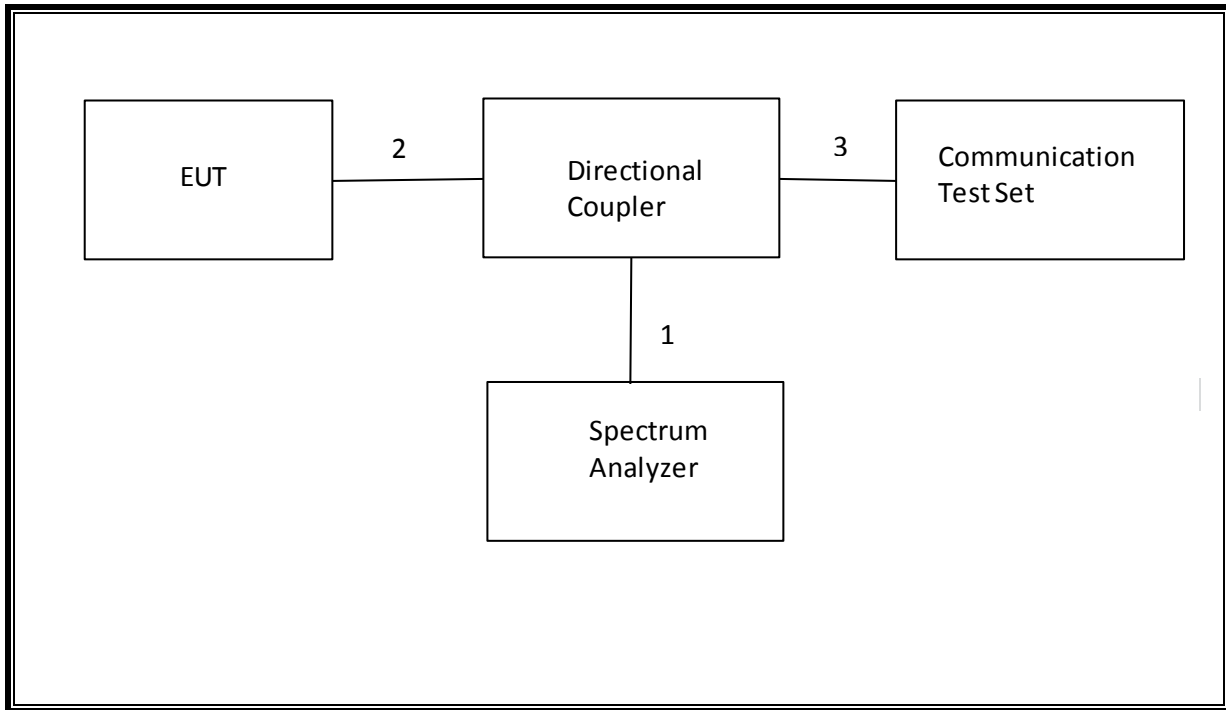 EUT
2
Directional
Coupler
3
Communication
Test Set
1
Spectrum
Analyzer